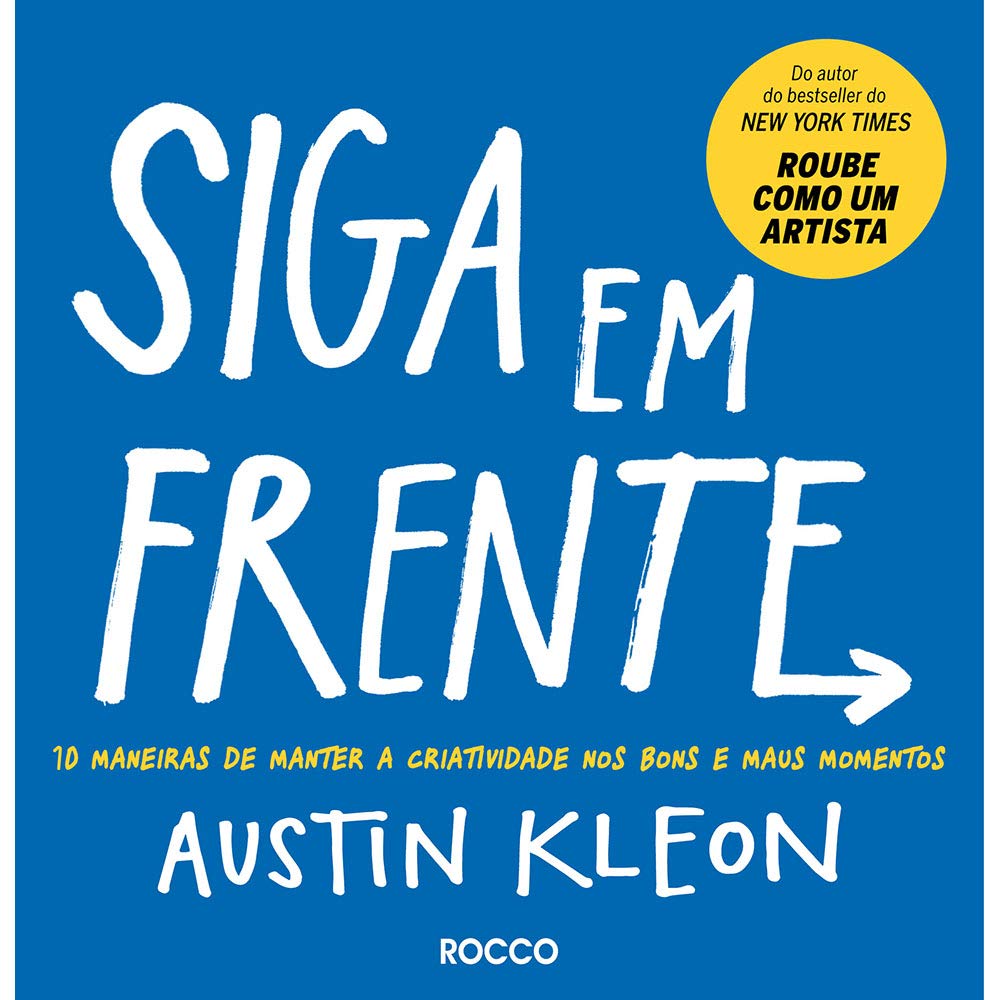 Do autor
do bestseller do
NEW YORK TIMES
ROUBE
COMO UM
ARTISTA
SIGA EM
FRENTE
10 MANEIRAS DE MANTER A CRIATIVIDADE NOS BONS E MAUS MOMENTOS
AUSTIN KLEON
ROCCO